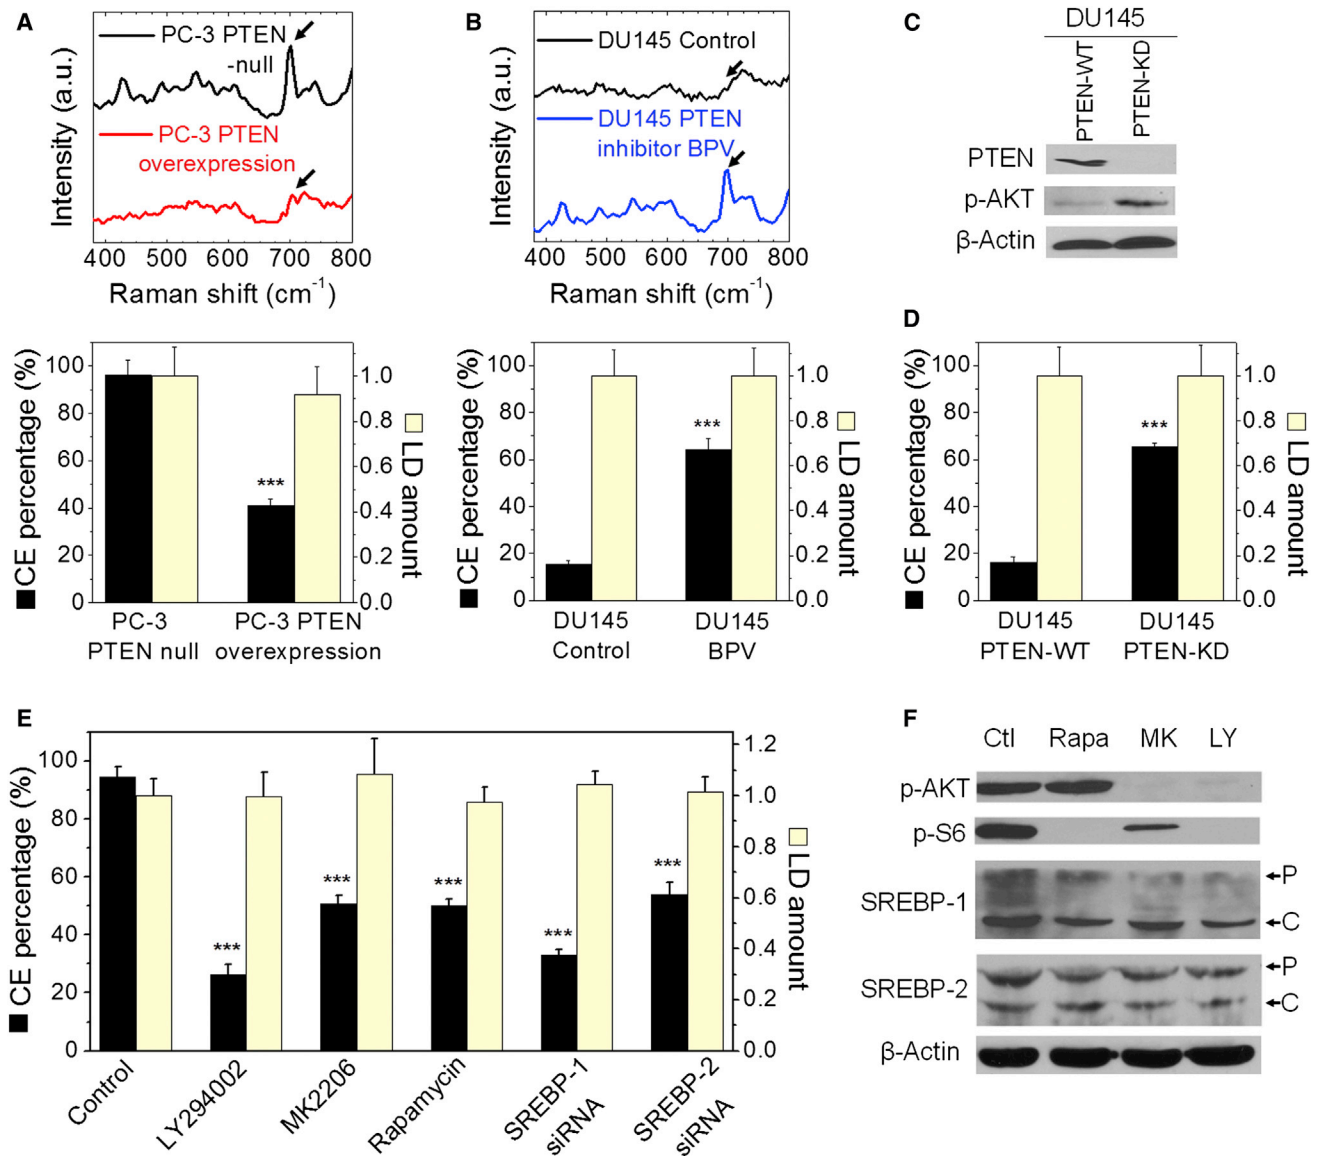 A
PC-3 PTEN
-null
PC-3 PTEN
overexpression
Intensity (a.u.)
400 500 600 700 800
Raman shift (cm-1)
CE percentage (%)
100
80
60
40
20
0
***
1.0
0.8
0.6
0.4
0.2
0.0
LD amount
PC-3
PTEN null
PC-3 PTEN
overexpression
B
DU145 Control
DU145 PTEN
inhibitor BPV
Intensity (a.u.)
400 500 600 700 800
Raman shift (cm-1)
CE percentage (%)
100
80
60
40
20
0
***
1.0
0.8
0.6
0.4
0.2
0.0
LD amount
DU145
Control
DU145
BPV
C
DU145
PTEN-WT
PTEN-KD
PTEN
p-AKT
β-Actin
D
CE percentage (%)
100
80
60
40
20
0
***
1.0
0.8
0.6
0.4
0.2
0.0
LD amount
DU145
PTEN-WT
DU145
PTEN-KD
E
CE percentage (%)
100
80
60
40
20
0
***
***
***
***
***
1.2
1.0
0.8
0.6
0.4
0.2
0.0
LD amount
Control
LY294002
MK2206
Rapamycin
SREBP-1
siRNA
SREBP-2
siRNA
F
Ctl Rapa MK LY
p-AKT
p-S6
SREBP-1
P
C
SREBP-2
P
C
β-Actin